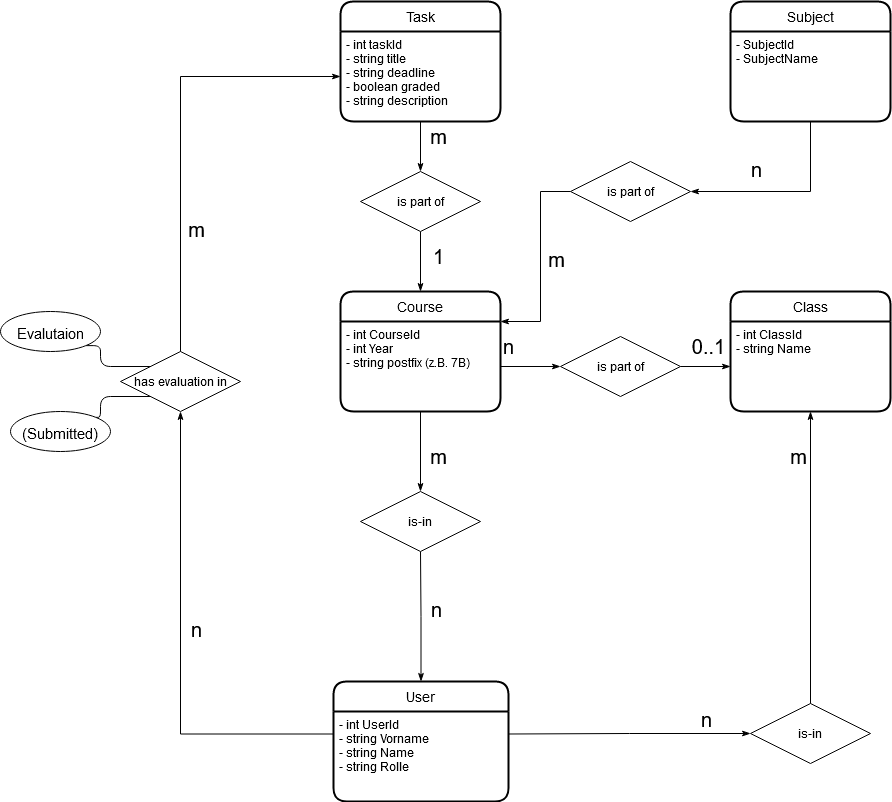 Task
- int taskId
- string title
- string deadline
- boolean graded
- string description
Subject
- SubjectId
- SubjectName
m
is part of
n
is part of
m
1
m
Course
- int CourseId
- int Year
- string postfix (z.B. 7B)
n
is part of
0..1
Class
- int ClassId
- string Name
Evalutaion
has evaluation in
(Submitted)
m
m
is-in
n
n
User
- int UserId
- string Vorname
- string Name
- string Rolle
n
is-in